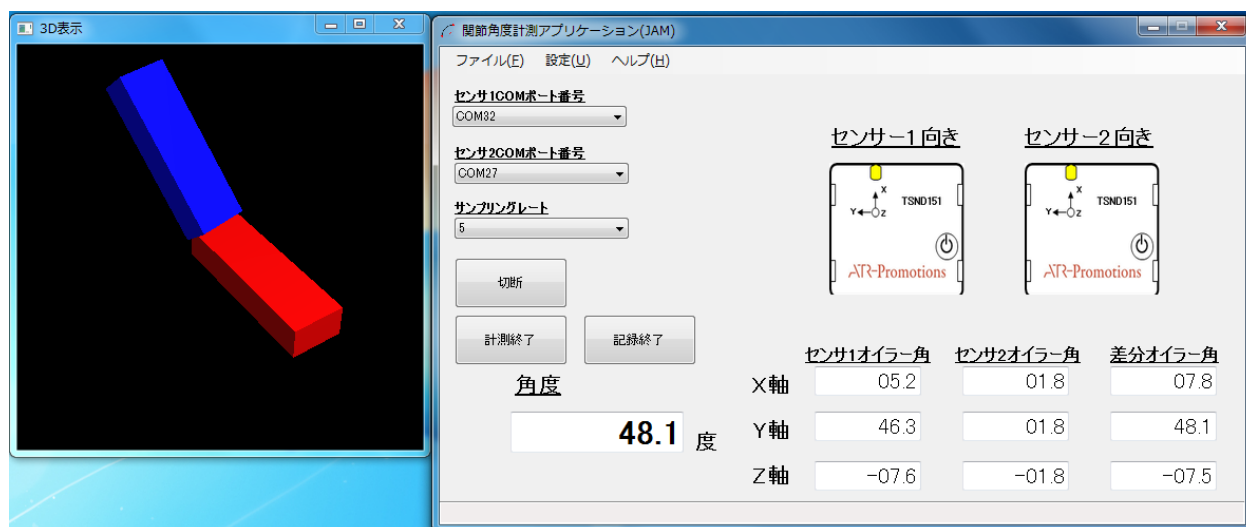 3D表示
関節角度計測アプリケーション(JAM)
ファイル(F) 設定(U) ヘルプ(H)
センサ1COMポート番号
COM32
センサ2COMポート番号
COM27
サンプリングレート
5
切断
計測終了 記録終了
角度
48.1 度
センサー1向き センサー2向き
X
Y Z TSND151
ATR-Promotions
X
Y Z TSND151
ATR-Promotions
センサ1オイラー角 センサ2オイラー角 差分オイラー角
X軸 05.2 01.8 07.8
Y軸 46.3 01.8 48.1
Z軸 -07.6 -01.8 -07.5